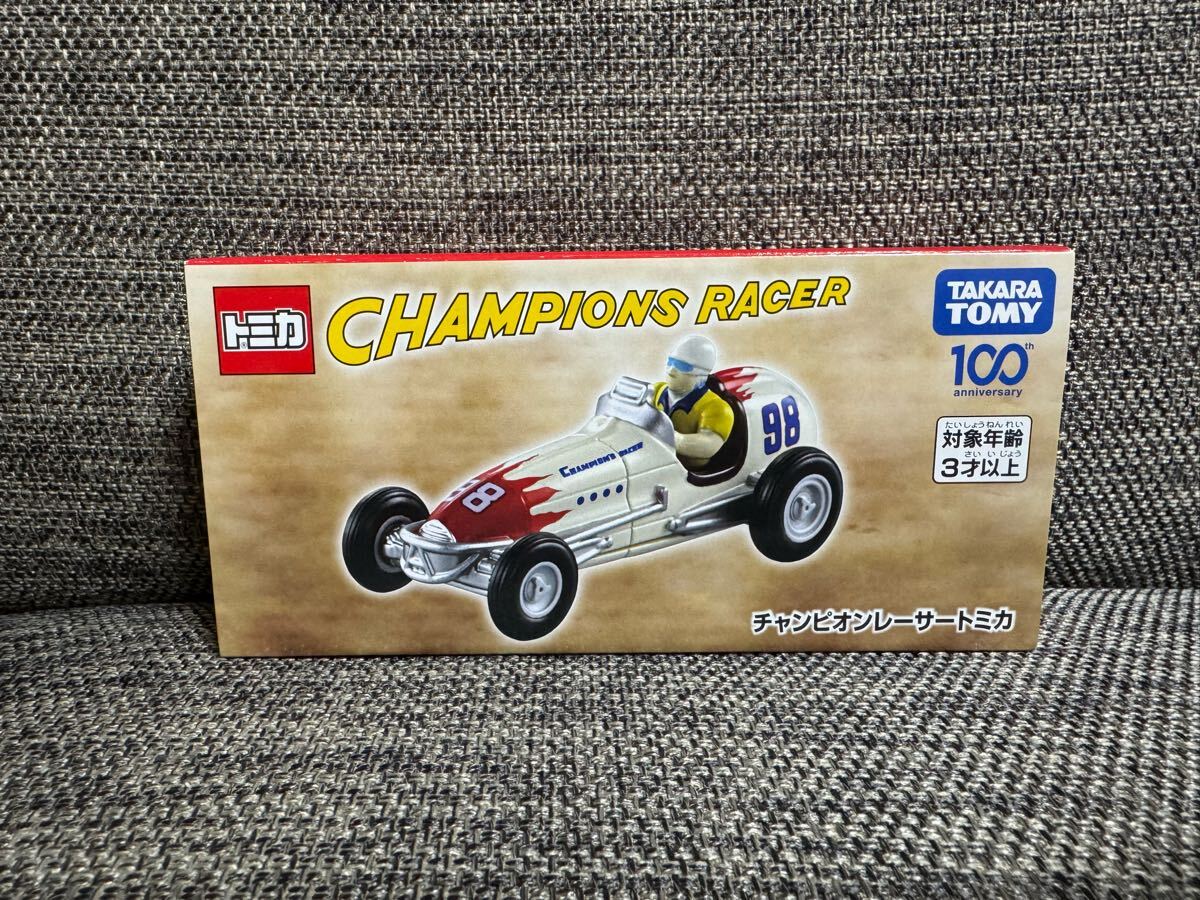 トミカ
CHAMPIONS RACER
TAKARA
TOMY
100th
anniversary
たいしょうねんれい
対象年齢
さいいじょう
3才以上
98
CHAMPION'S RACER
98
チャンピオンレーサートミカ